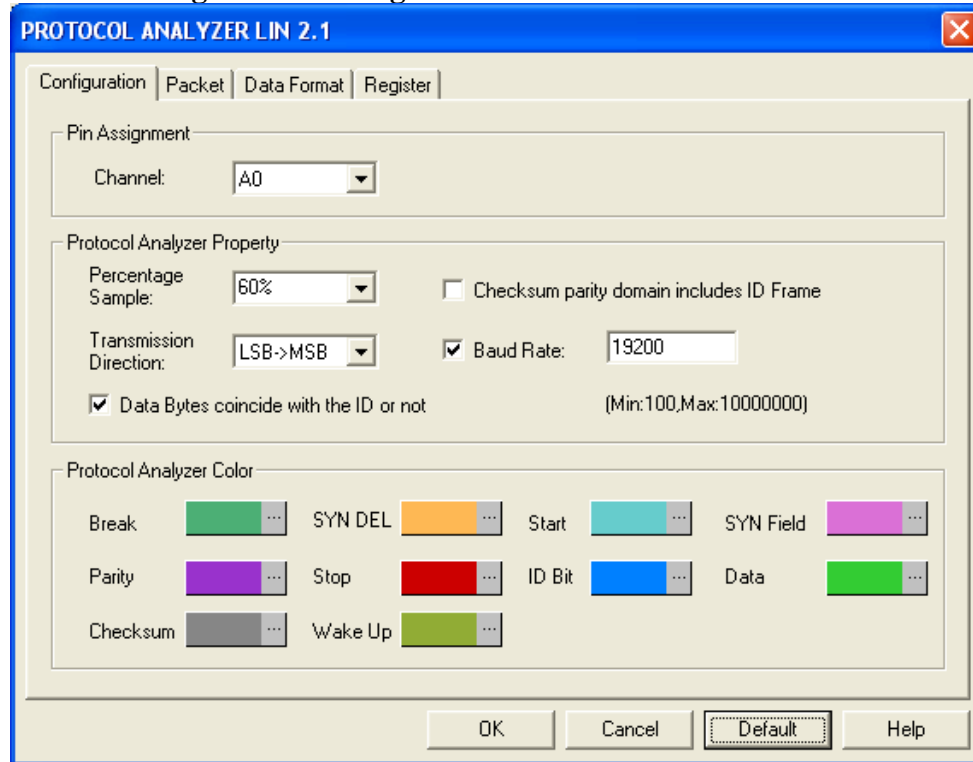 PROTOCOL ANALYZER LIN 2.1
Configuration Packet Data Format Register
Pin Assignment
Channel: A0
Protocol Analyzer Property
Percentage Sample: 60%
Checksum parity domain includes ID Frame
Transmission Direction: LSB->MSB
Baud Rate: 19200
Data Bytes coincide with the ID or not
(Min:100,Max:10000000)
Protocol Analyzer Color
Break ... SYN DEL ... Start ... SYN Field ...
Parity ... Stop ... ID Bit ... Data ...
Checksum ... Wake Up ...
OK Cancel Default Help